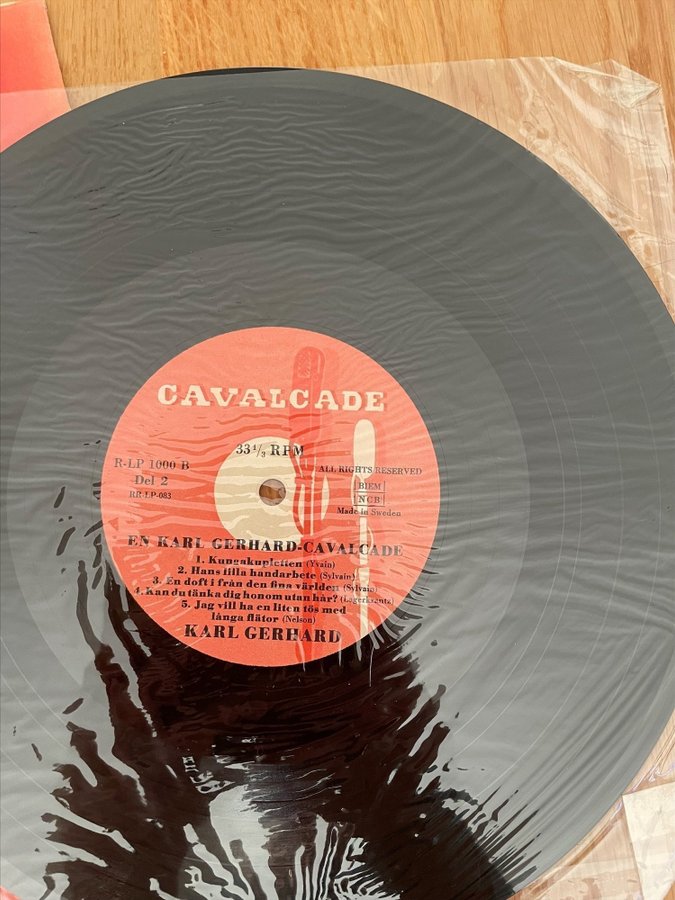 CAVALCADE
33 1/3 RPM
R-LP 1000 B
Del 2
RR-LP-083
ALL RIGHTS RESERVED
BIEM
NCB
Made in Sweden
EN KARL GERHARD-CAVALCADE
1. Kungakupletten (Yvain)
2. Hans lilla handarbete (Sylvain)
3. En doft i från den fina världen (Sylvain)
4. Kan du tänka dig honom utan hår? (Lagerkrantz)
5. Jag vill ha en liten tös med
långa flätor (Nelson)
KARL GERHARD